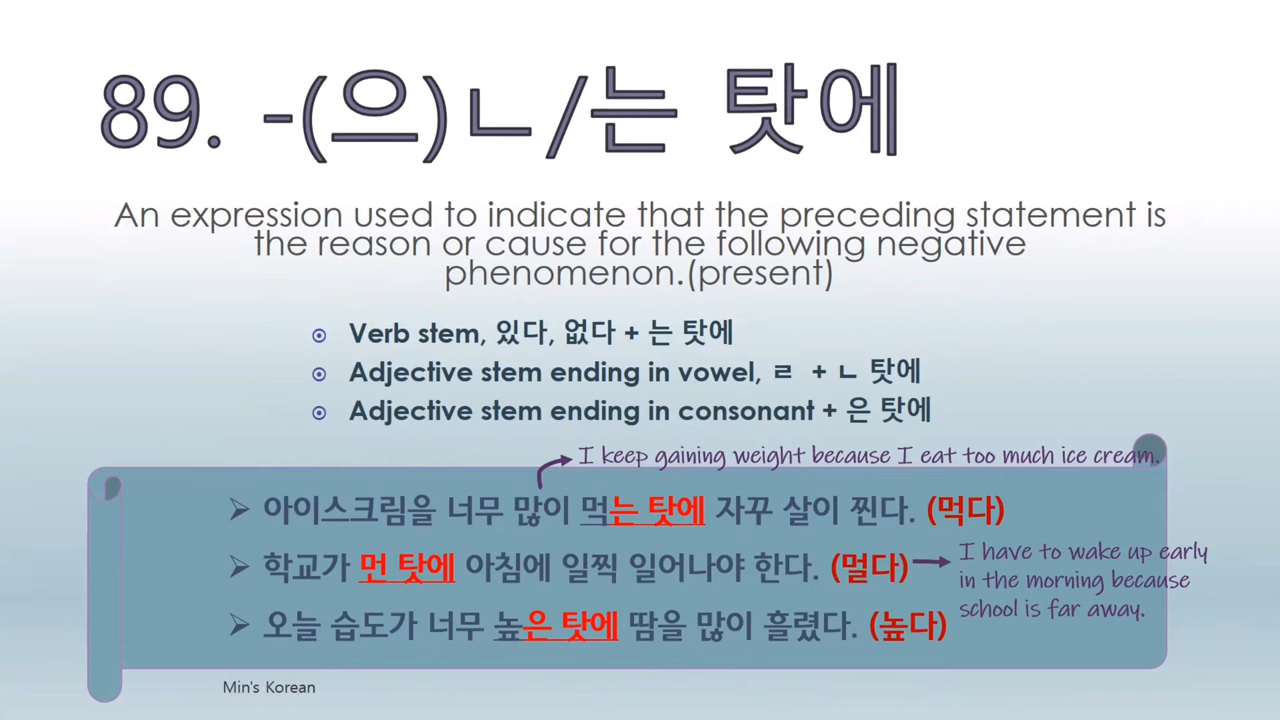 89. -(으)ㄴ/는 탓에
An expression used to indicate that the preceding statement is
the reason or cause for the following negative
phenomenon.(present)
Verb stem, 있다, 없다 + 는 탓에
Adjective stem ending in vowel, ㄹ + ㄴ 탓에
Adjective stem ending in consonant + 은 탓에
I keep gaining weight because I eat too much ice cream.
아이스크림을 너무 많이 먹는 탓에 자꾸 살이 찐다. (먹다)
학교가 먼 탓에 아침에 일찍 일어나야 한다. (멀다)
I have to wake up early
in the morning because
school is far away.
오늘 습도가 너무 높은 탓에 땀을 많이 흘렸다. (높다)
Min's Korean